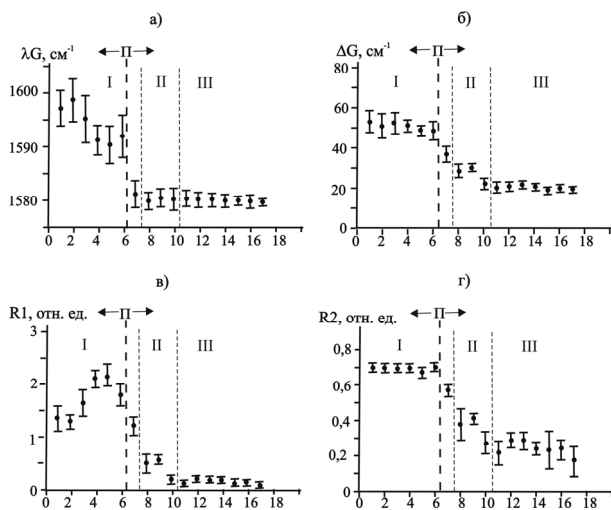 а)
λG, см⁻¹
П
I
II
III
1600
1590
1580
0 2 4 6 8 10 12 14 16 18 0
б)
ΔG, см⁻¹
П
I
II
III
80
60
40
20
0
0 2 4 6 8 10 12 14 16 18 20
в)
R1, отн. ед.
П
I
II
III
3
2
1
0
0 2 4 6 8 10 12 14 16 18
г)
R2, отн. ед.
П
I
II
III
0,8
0,6
0,4
0,2
0
0 2 4 6 8 10 12 14 16 18